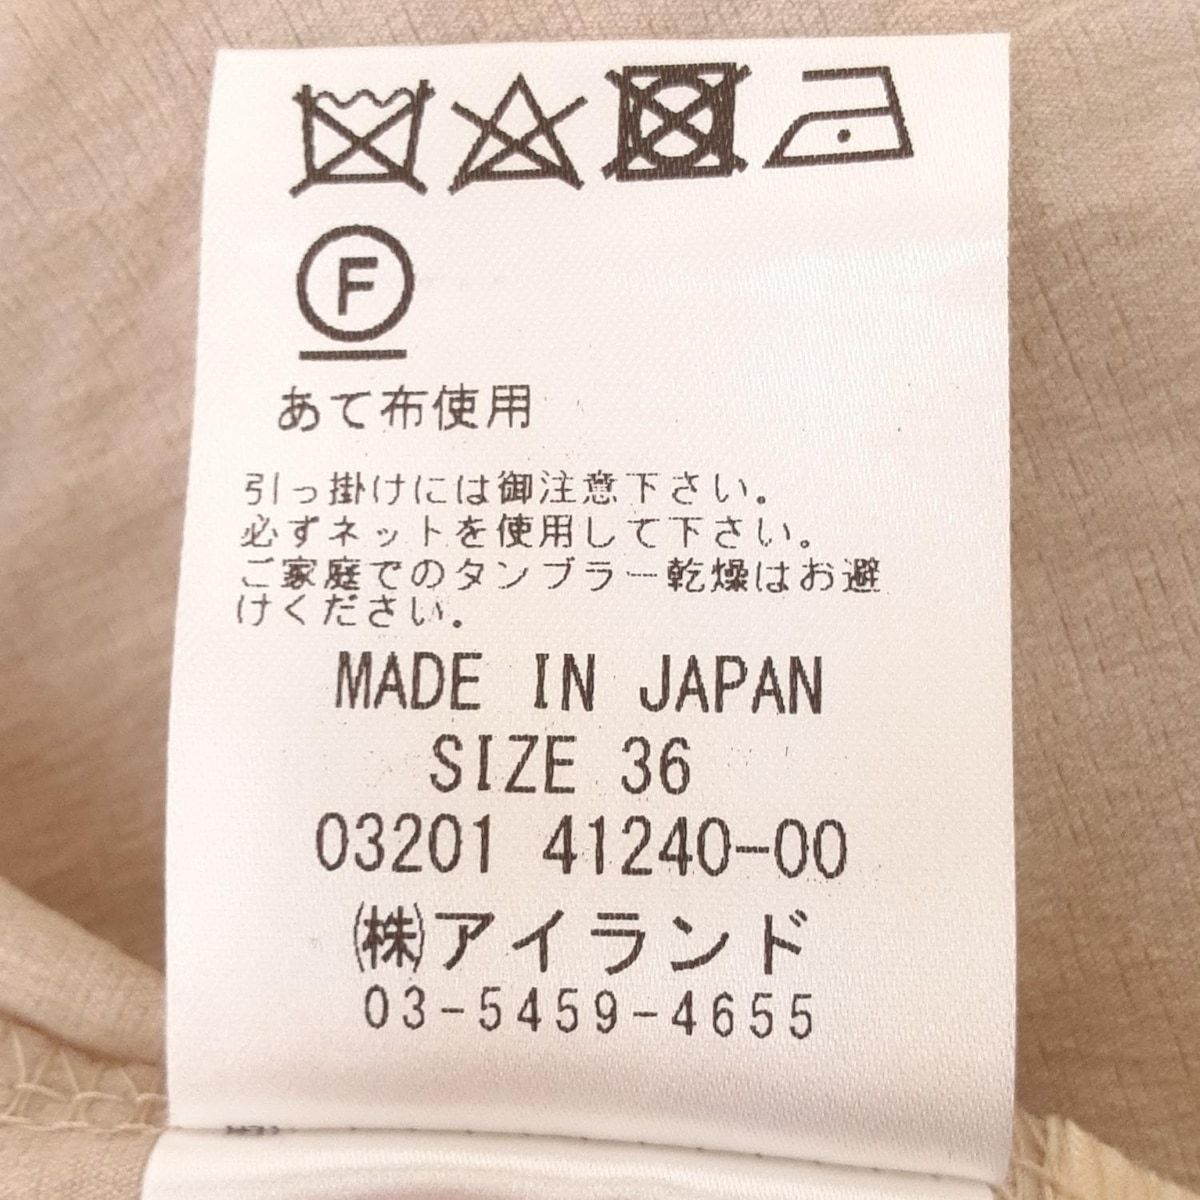 F
あて布使用
引っ掛けには御注意下さい。
必ずネットを使用して下さい。
ご家庭でのタンブラー乾燥はお避
けください。
MADE IN JAPAN
SIZE 36
03201 41240-00
㈱アイランド
03-5459-4655